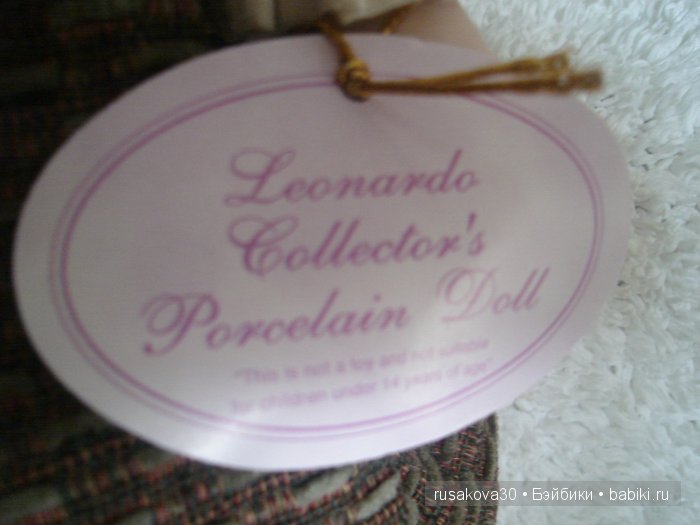 Leonardo
Collector's
Porcelain Doll
"This is not a toy and not suitable
for children under 14 years of age"
rusakova30 • Бэйбики • babiki.ru